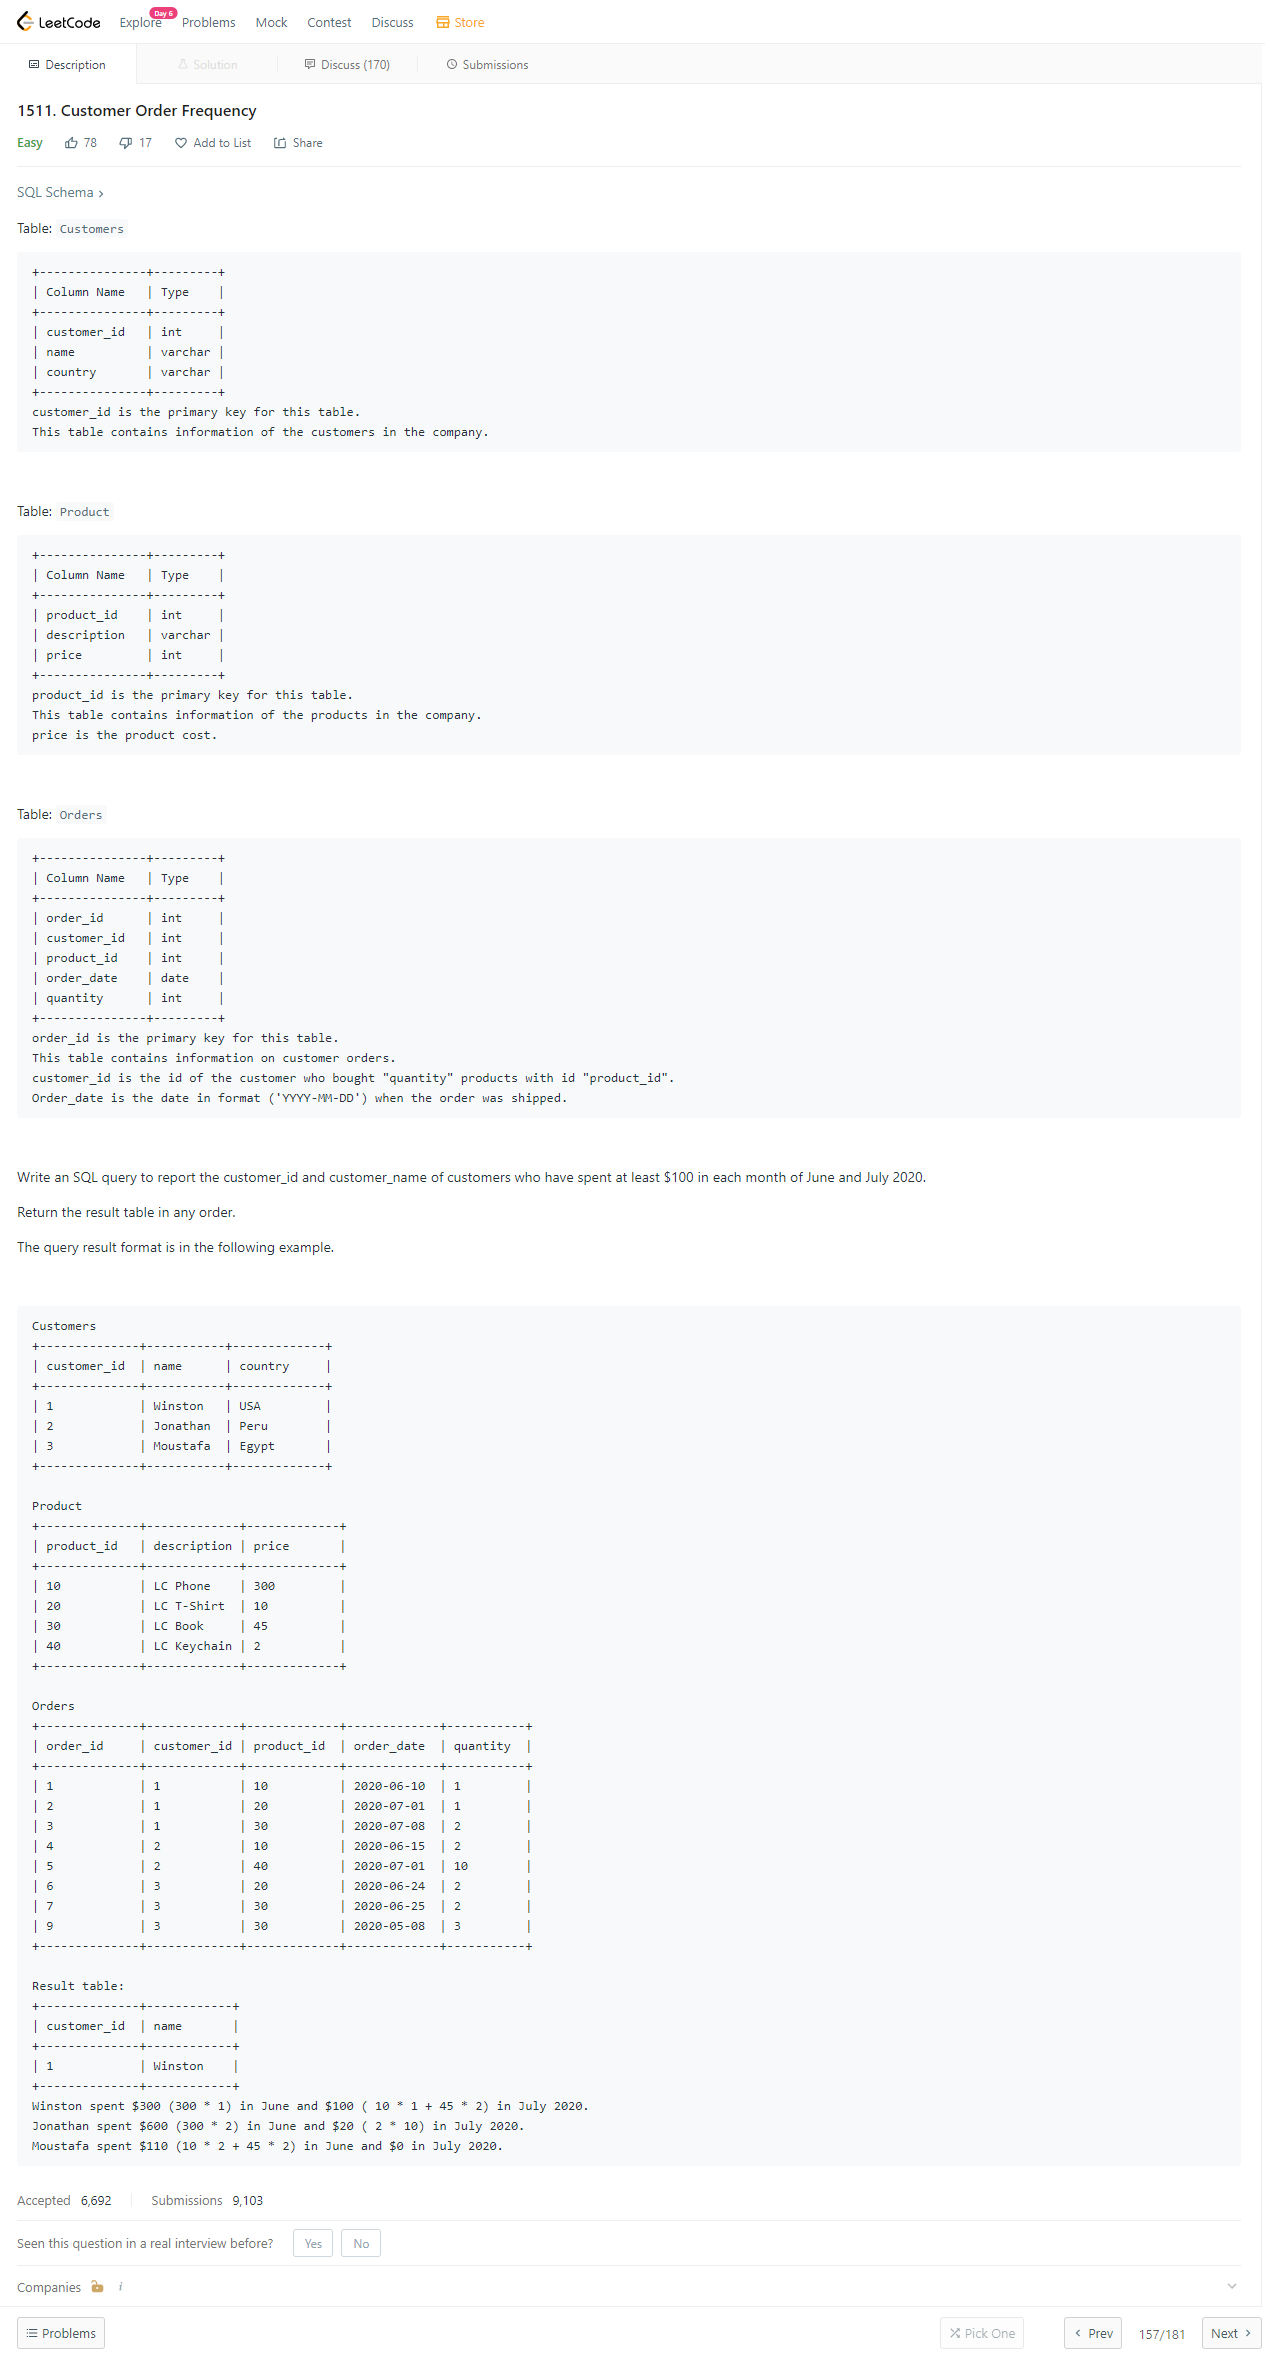 LeetCode Explore Day 6 Problems Mock Contest Discuss Store
Description Solution Discuss (170) Submissions
1511. Customer Order Frequency
Easy 78 17 Add to List Share
SQL Schema >
Table: Customers
+---------------+---------+
| Column Name   | Type    |
+---------------+---------+
| customer_id   | int     |
| name          | varchar |
| country       | varchar |
+---------------+---------+
customer_id is the primary key for this table.
This table contains information of the customers in the company.
Table: Product
+---------------+---------+
| Column Name   | Type    |
+---------------+---------+
| product_id    | int     |
| description   | varchar |
| price         | int     |
+---------------+---------+
product_id is the primary key for this table.
This table contains information of the products in the company.
price is the product cost.
Table: Orders
+---------------+---------+
| Column Name   | Type    |
+---------------+---------+
| order_id      | int     |
| customer_id   | int     |
| product_id    | int     |
| order_date    | date    |
| quantity      | int     |
+---------------+---------+
order_id is the primary key for this table.
This table contains information on customer orders.
customer_id is the id of the customer who bought "quantity" products with id "product_id".
Order_date is the date in format ('YYYY-MM-DD') when the order was shipped.
Write an SQL query to report the customer_id and customer_name of customers who have spent at least $100 in each month of June and July 2020.
Return the result table in any order.
The query result format is in the following example.
Customers
+--------------+-----------+-------------+
| customer_id  | name      | country     |
+--------------+-----------+-------------+
| 1            | Winston   | USA         |
| 2            | Jonathan  | Peru        |
| 3            | Moustafa  | Egypt       |
+--------------+-----------+-------------+
Product
+--------------+-------------+-------------+
| product_id   | description | price       |
+--------------+-------------+-------------+
| 10           | LC Phone    | 300         |
| 20           | LC T-Shirt  | 10          |
| 30           | LC Book     | 45          |
| 40           | LC Keychain | 2           |
+--------------+-------------+-------------+
Orders
+--------------+-------------+-------------+-------------+-----------+
| order_id     | customer_id | product_id  | order_date  | quantity  |
+--------------+-------------+-------------+-------------+-----------+
| 1            | 1           | 10          | 2020-06-10  | 1         |
| 2            | 1           | 20          | 2020-07-01  | 1         |
| 3            | 1           | 30          | 2020-07-08  | 2         |
| 4            | 2           | 10          | 2020-06-15  | 2         |
| 5            | 2           | 40          | 2020-07-01  | 10        |
| 6            | 3           | 20          | 2020-06-24  | 2         |
| 7            | 3           | 30          | 2020-06-25  | 2         |
| 9            | 3           | 30          | 2020-05-08  | 3         |
+--------------+-------------+-------------+-------------+-----------+
Result table:
+--------------+------------+
| customer_id  | name       |
+--------------+------------+
| 1            | Winston    |
+--------------+------------+
Winston spent $300 (300 * 1) in June and $100 ( 10 * 1 + 45 * 2) in July 2020.
Jonathan spent $600 (300 * 2) in June and $20 ( 2 * 10) in July 2020.
Moustafa spent $110 (10 * 2 + 45 * 2) in June and $0 in July 2020.
Accepted 6,692 Submissions 9,103
Seen this question in a real interview before? Yes No
Companies i
Problems Pick One < Prev 157/181 Next >